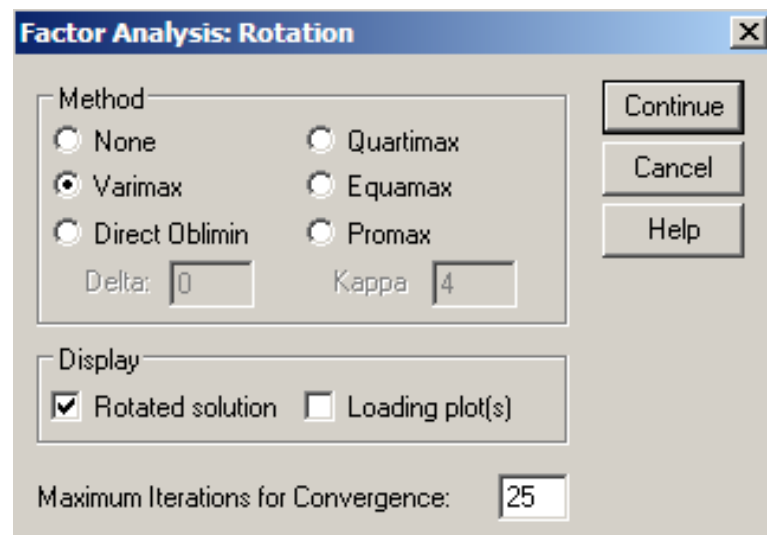 Factor Analysis: Rotation
Method
None
Quartimax
Varimax
Equamax
Direct Oblimin
Promax
Delta: 0
Kappa 4
Continue
Cancel
Help
Display
Rotated solution
Loading plot(s)
Maximum Iterations for Convergence: 25